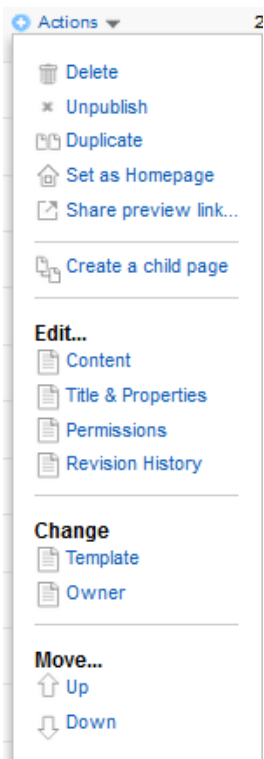 Actions 2
Delete
Unpublish
Duplicate
Set as Homepage
Share preview link...
Create a child page
Edit...
Content
Title & Properties
Permissions
Revision History
Change
Template
Owner
Move...
Up
Down